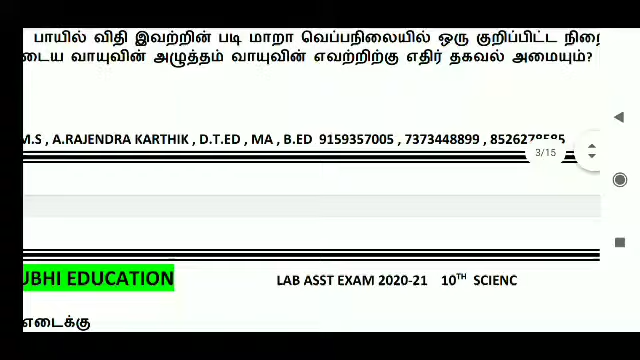 பாயில் விதி இவற்றின் படி மாறா வெப்பநிலையில் ஒரு குறிப்பிட்ட
டைய வாயுவின் அழுத்தம் வாயுவின் எவற்றிற்கு எதிர் தகவல் அமையும்?
M.S , A.RAJENDRA KARTHIK , D.T.ED , MA , B.ED 9159357005 , 7373448899 , 8526278585
3/15
UBHI EDUCATION LAB ASST EXAM 2020-21 10TH SCIENC
எடைக்கு